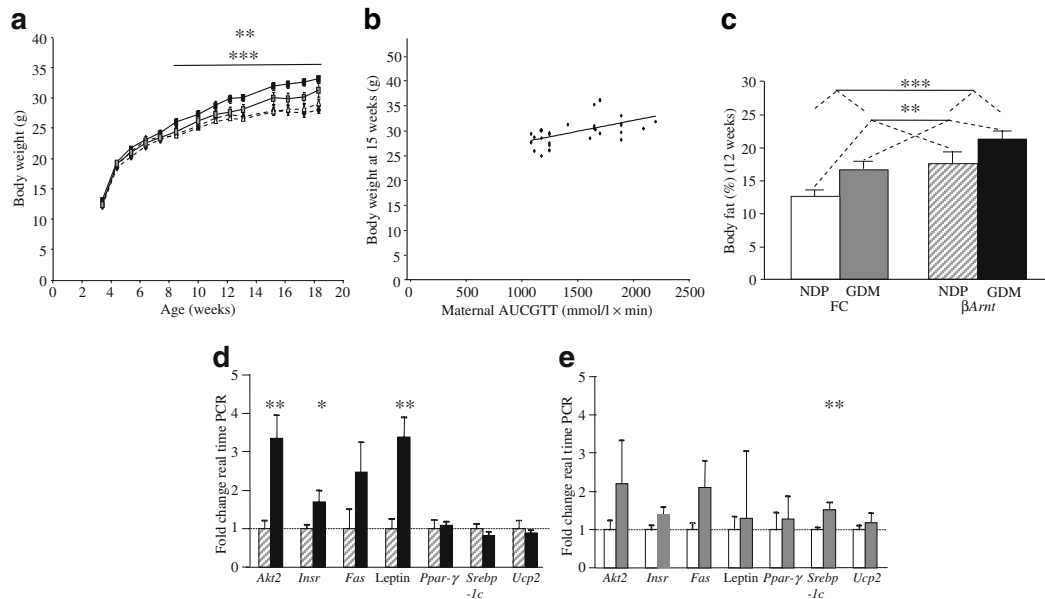 a
**
***
40
35
30
25
20
15
10
5
0
Body weight (g)
0 2 4 6 8 10 12 14 16 18 20
Age (weeks)
b
50
45
40
35
30
25
20
15
10
5
0
Body weight at 15 weeks (g)
0 500 1000 1500 2000 2500
Maternal AUCGTT (mmol/l × min)
c
***
**
30
25
20
15
10
5
0
Body fat (%) (12 weeks)
NDP GDM NDP GDM
FC βArnt
d
5
4
3
2
1
0
Fold change real time PCR
** * **
Akt2 Insr Fas Leptin Ppar-γ Srebp Ucp2
-1c
e
5
4
3
2
1
0
Fold change real time PCR
**
Akt2 Insr Fas Leptin Ppar-γ Srebp Ucp2
-1c